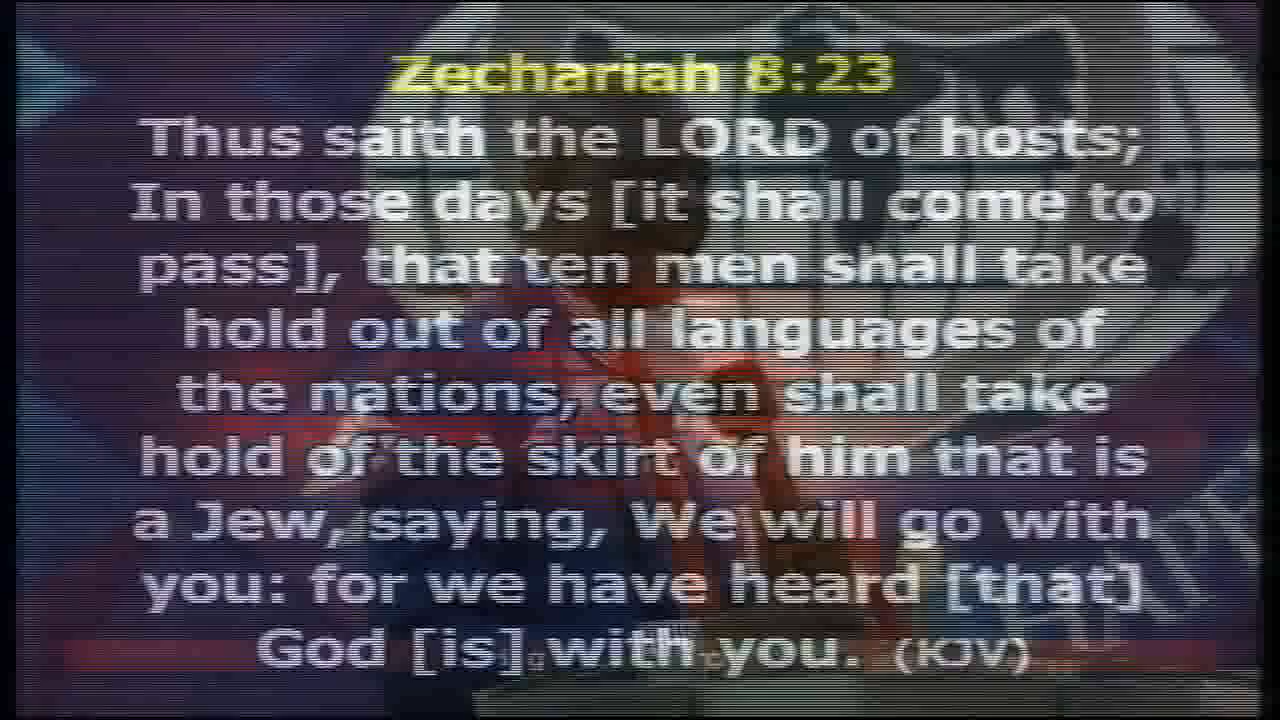 Zechariah 8:23
Thus saith the LORD of hosts;
In those days [it shall come to
pass], that ten men shall take
hold out of all languages of
the nations, even shall take
hold of the skirt of him that is
a Jew, saying, We will go with
you: for we have heard [that]
God [is] with you. (KJV)